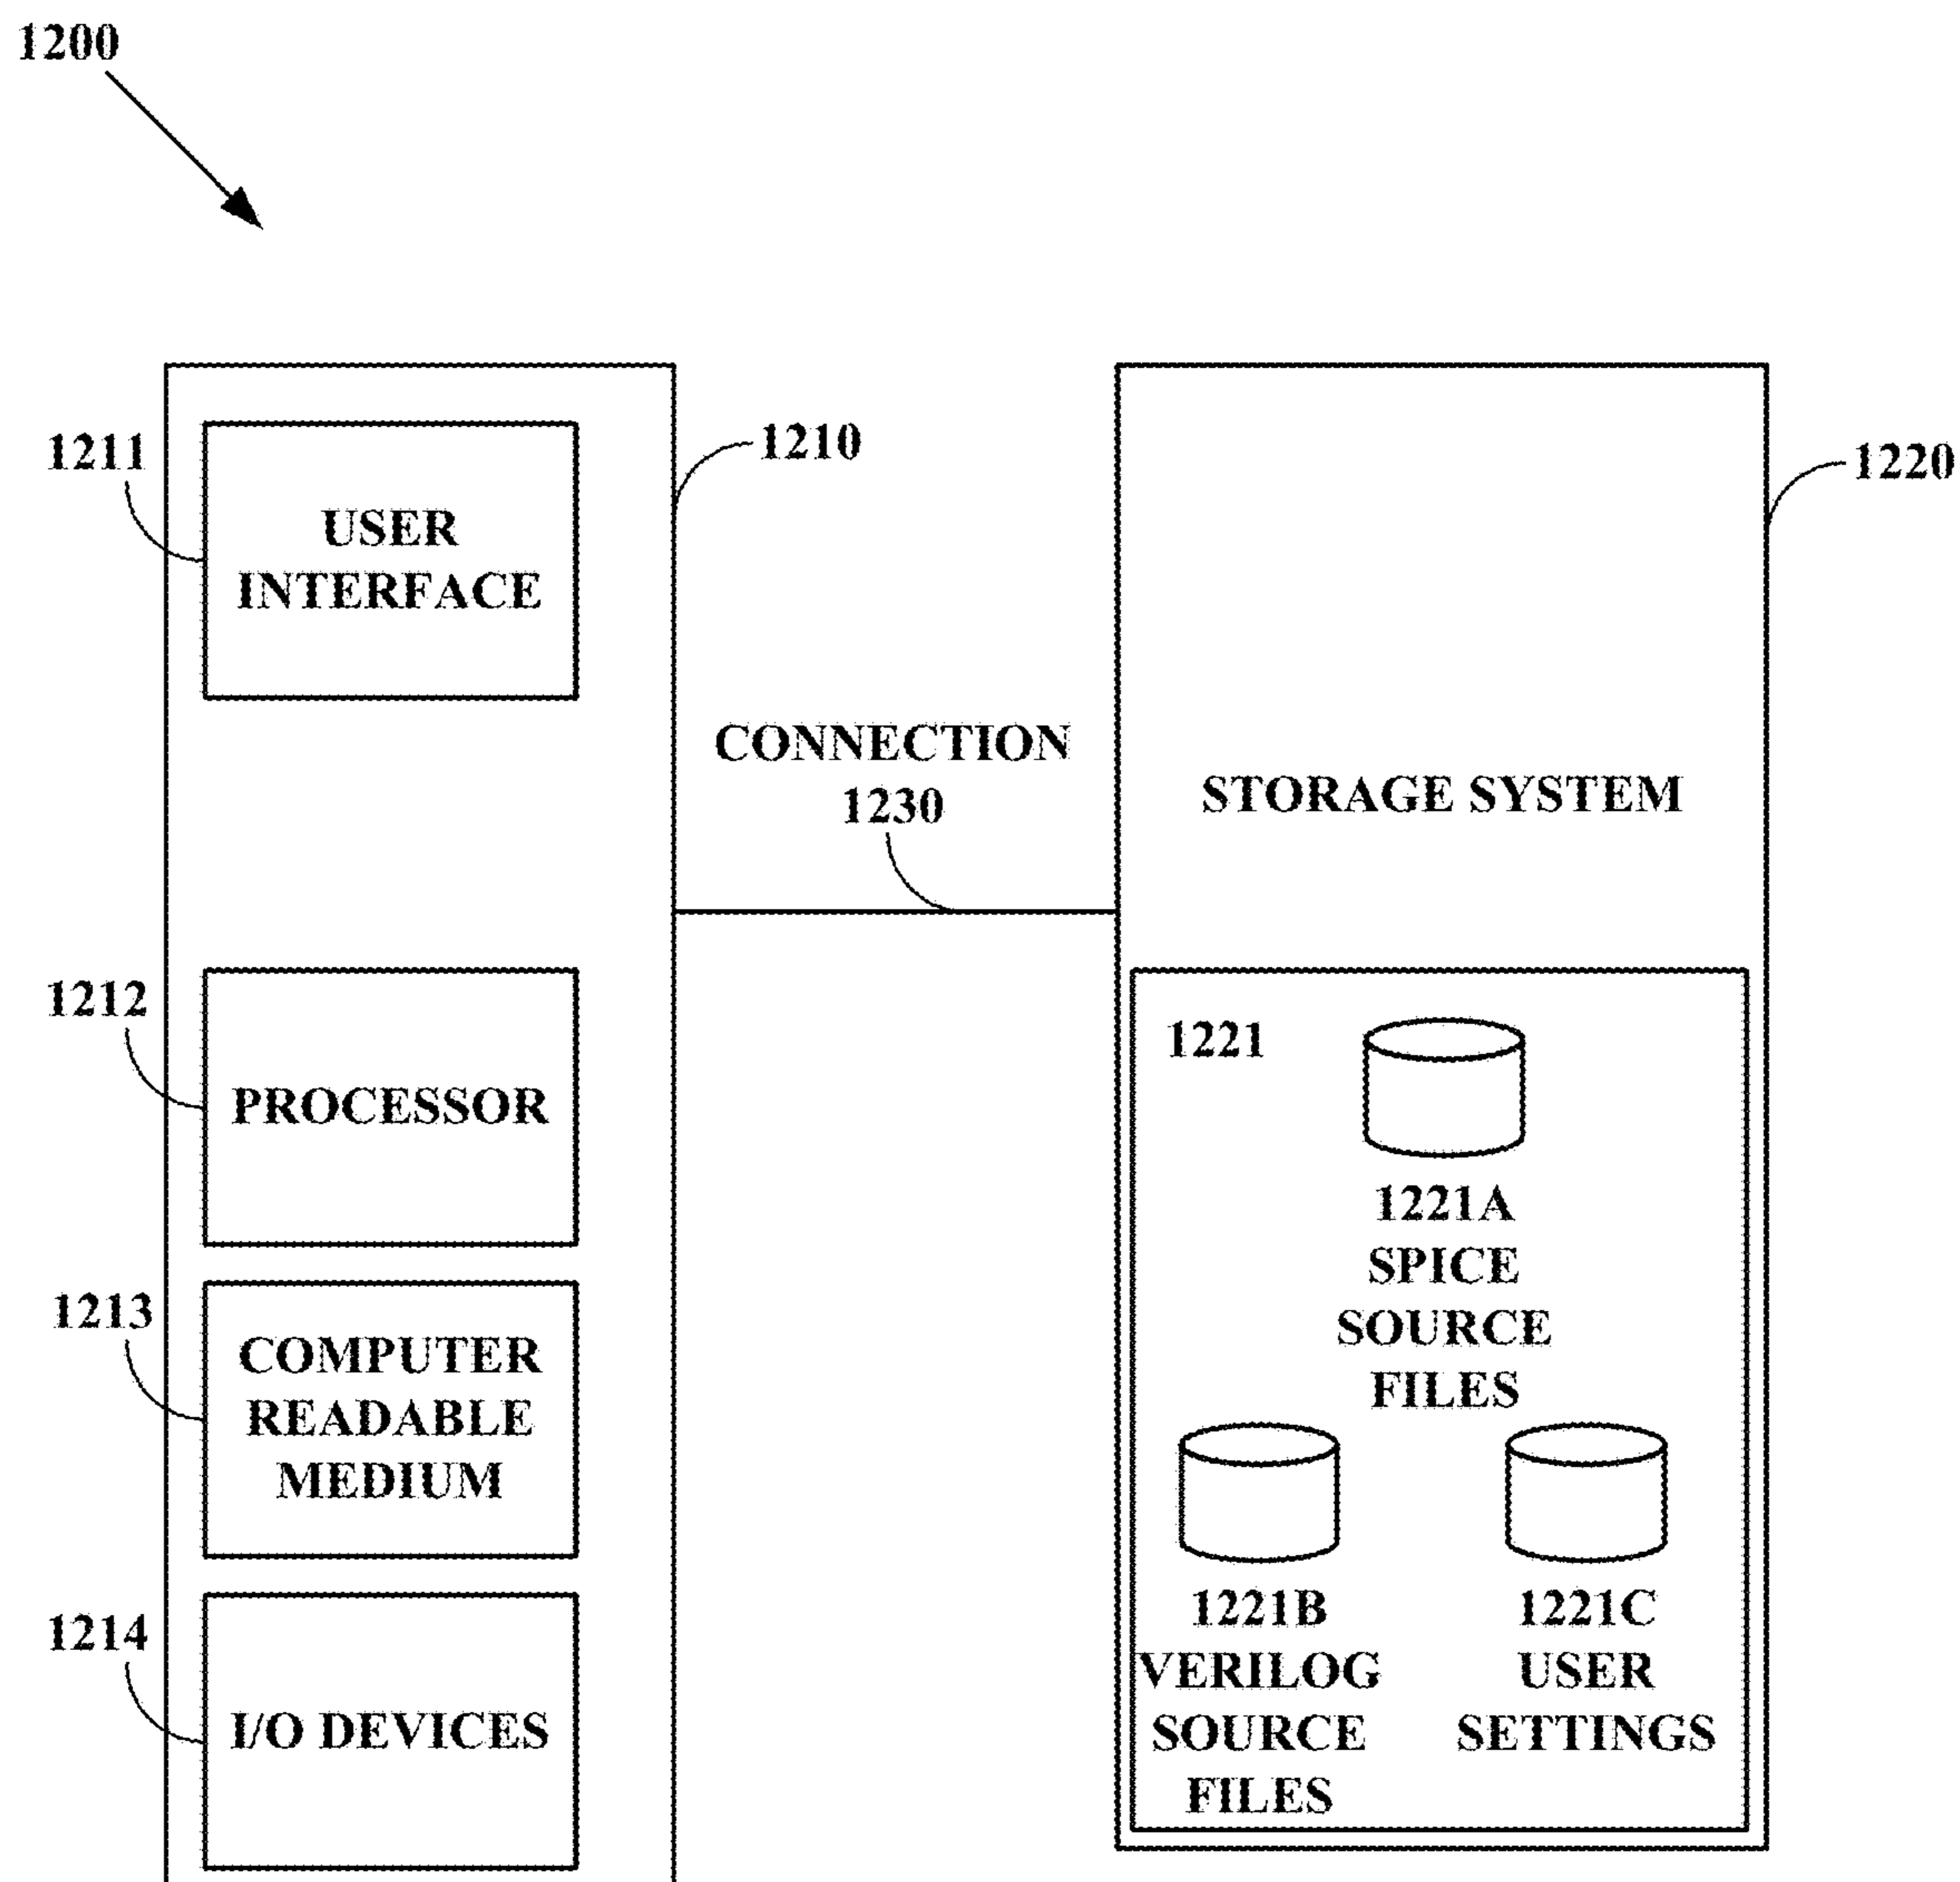 1200
1211
USER
INTERFACE
1210
1220
CONNECTION
1230
STORAGE SYSTEM
1212
PROCESSOR
1213
COMPUTER
READABLE
MEDIUM
1214
I/O DEVICES
1221
1221A
SPICE
SOURCE
FILES
1221B
VERILOG
SOURCE
FILES
1221C
USER
SETTINGS